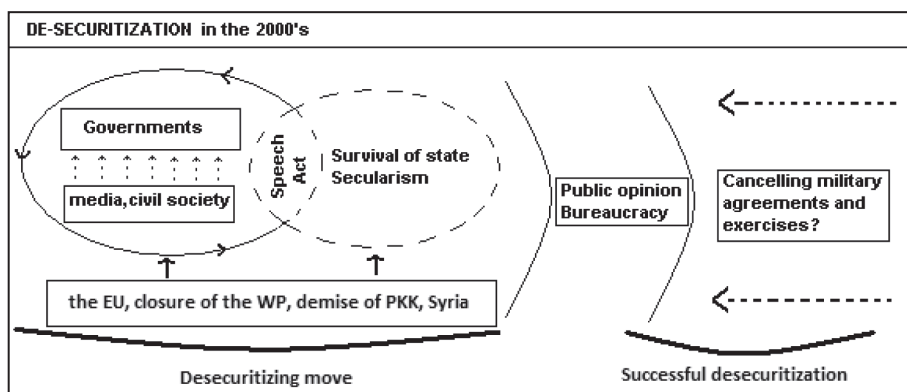 DE-SECURITIZATION in the 2000's
Governments
media,civil society
Speech
Act
Survival of state
Secularism
Public opinion
Bureaucracy
Cancelling military
agreements and
exercises?
the EU, closure of the WP, demise of PKK, Syria
Desecuritizing move
Successful desecuritization